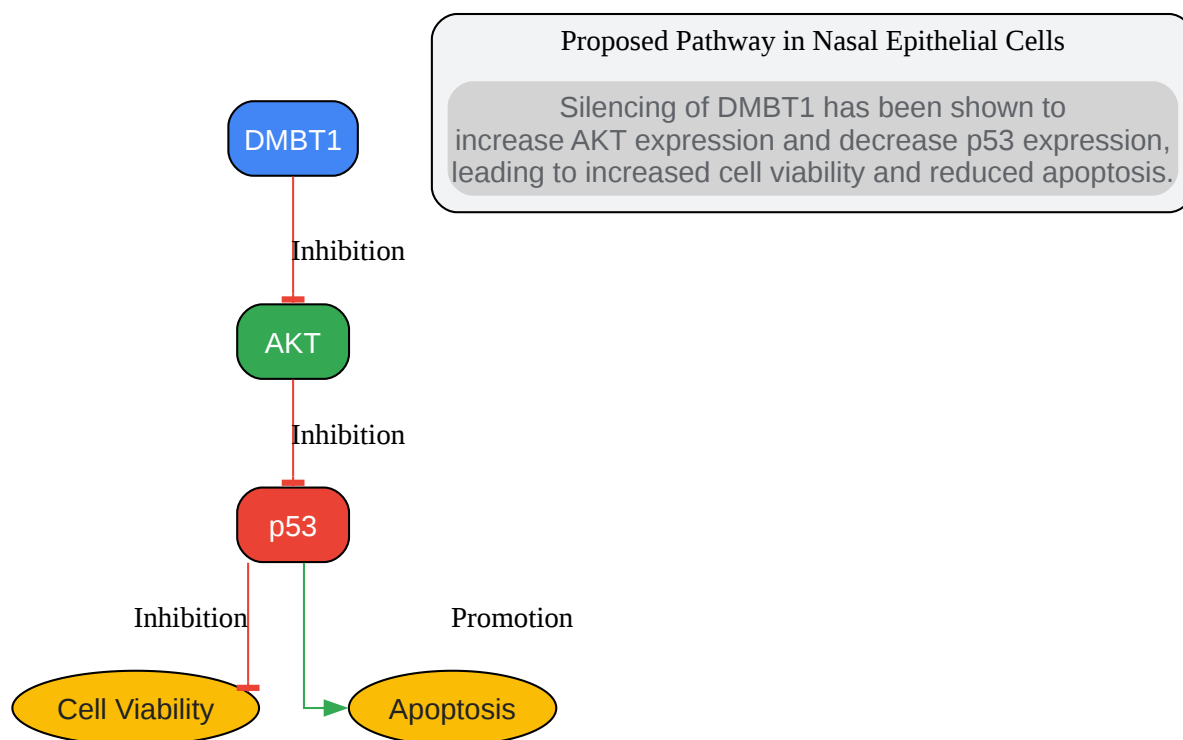 Proposed Pathway in Nasal Epithelial Cells
Silencing of DMBT1 has been shown to
increase AKT expression and decrease p53 expression,
leading to increased cell viability and reduced apoptosis.
DMBT1
Inhibition
AKT
Inhibition
p53
Inhibition
Promotion
Cell Viability
Apoptosis